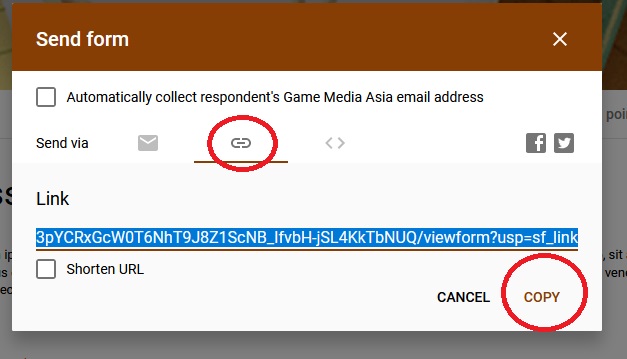 Send form
Automatically collect respondent's Game Media Asia email address
Send via
Link
3pYCRxGcW0T6NhT9J8Z1ScNB_IfvbH-jSL4KkTbNUQ/viewform?usp=sf_link
Shorten URL
CANCEL COPY